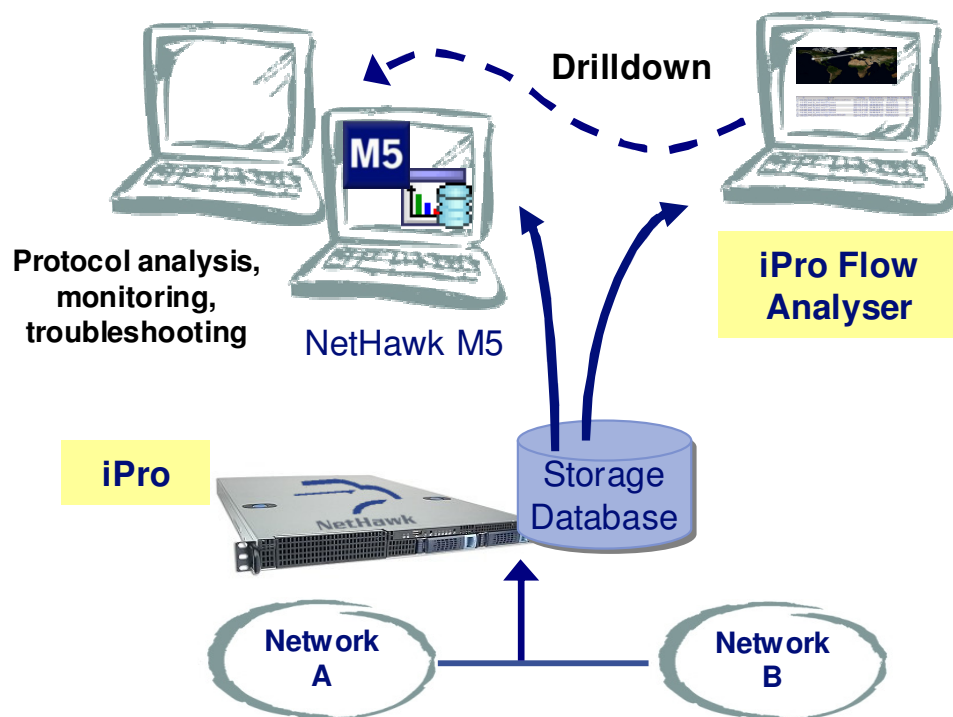 Drilldown
M5
Protocol analysis,
monitoring,
troubleshooting
NetHawk M5
iPro Flow
Analyser
iPro
NetHawk
Storage
Database
Network
A
Network
B